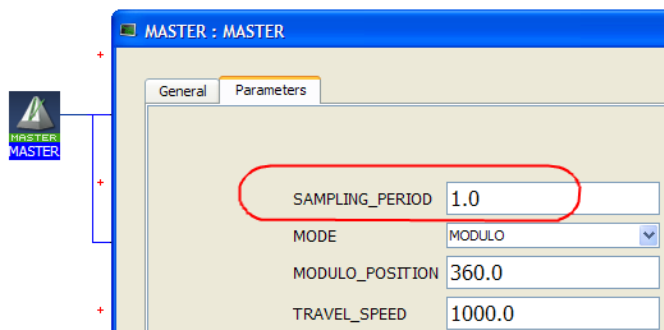 MASTER : MASTER
General Parameters
MASTER
MASTER
SAMPLING_PERIOD 1.0
MODE MODULO
MODULO_POSITION 360.0
TRAVEL_SPEED 1000.0